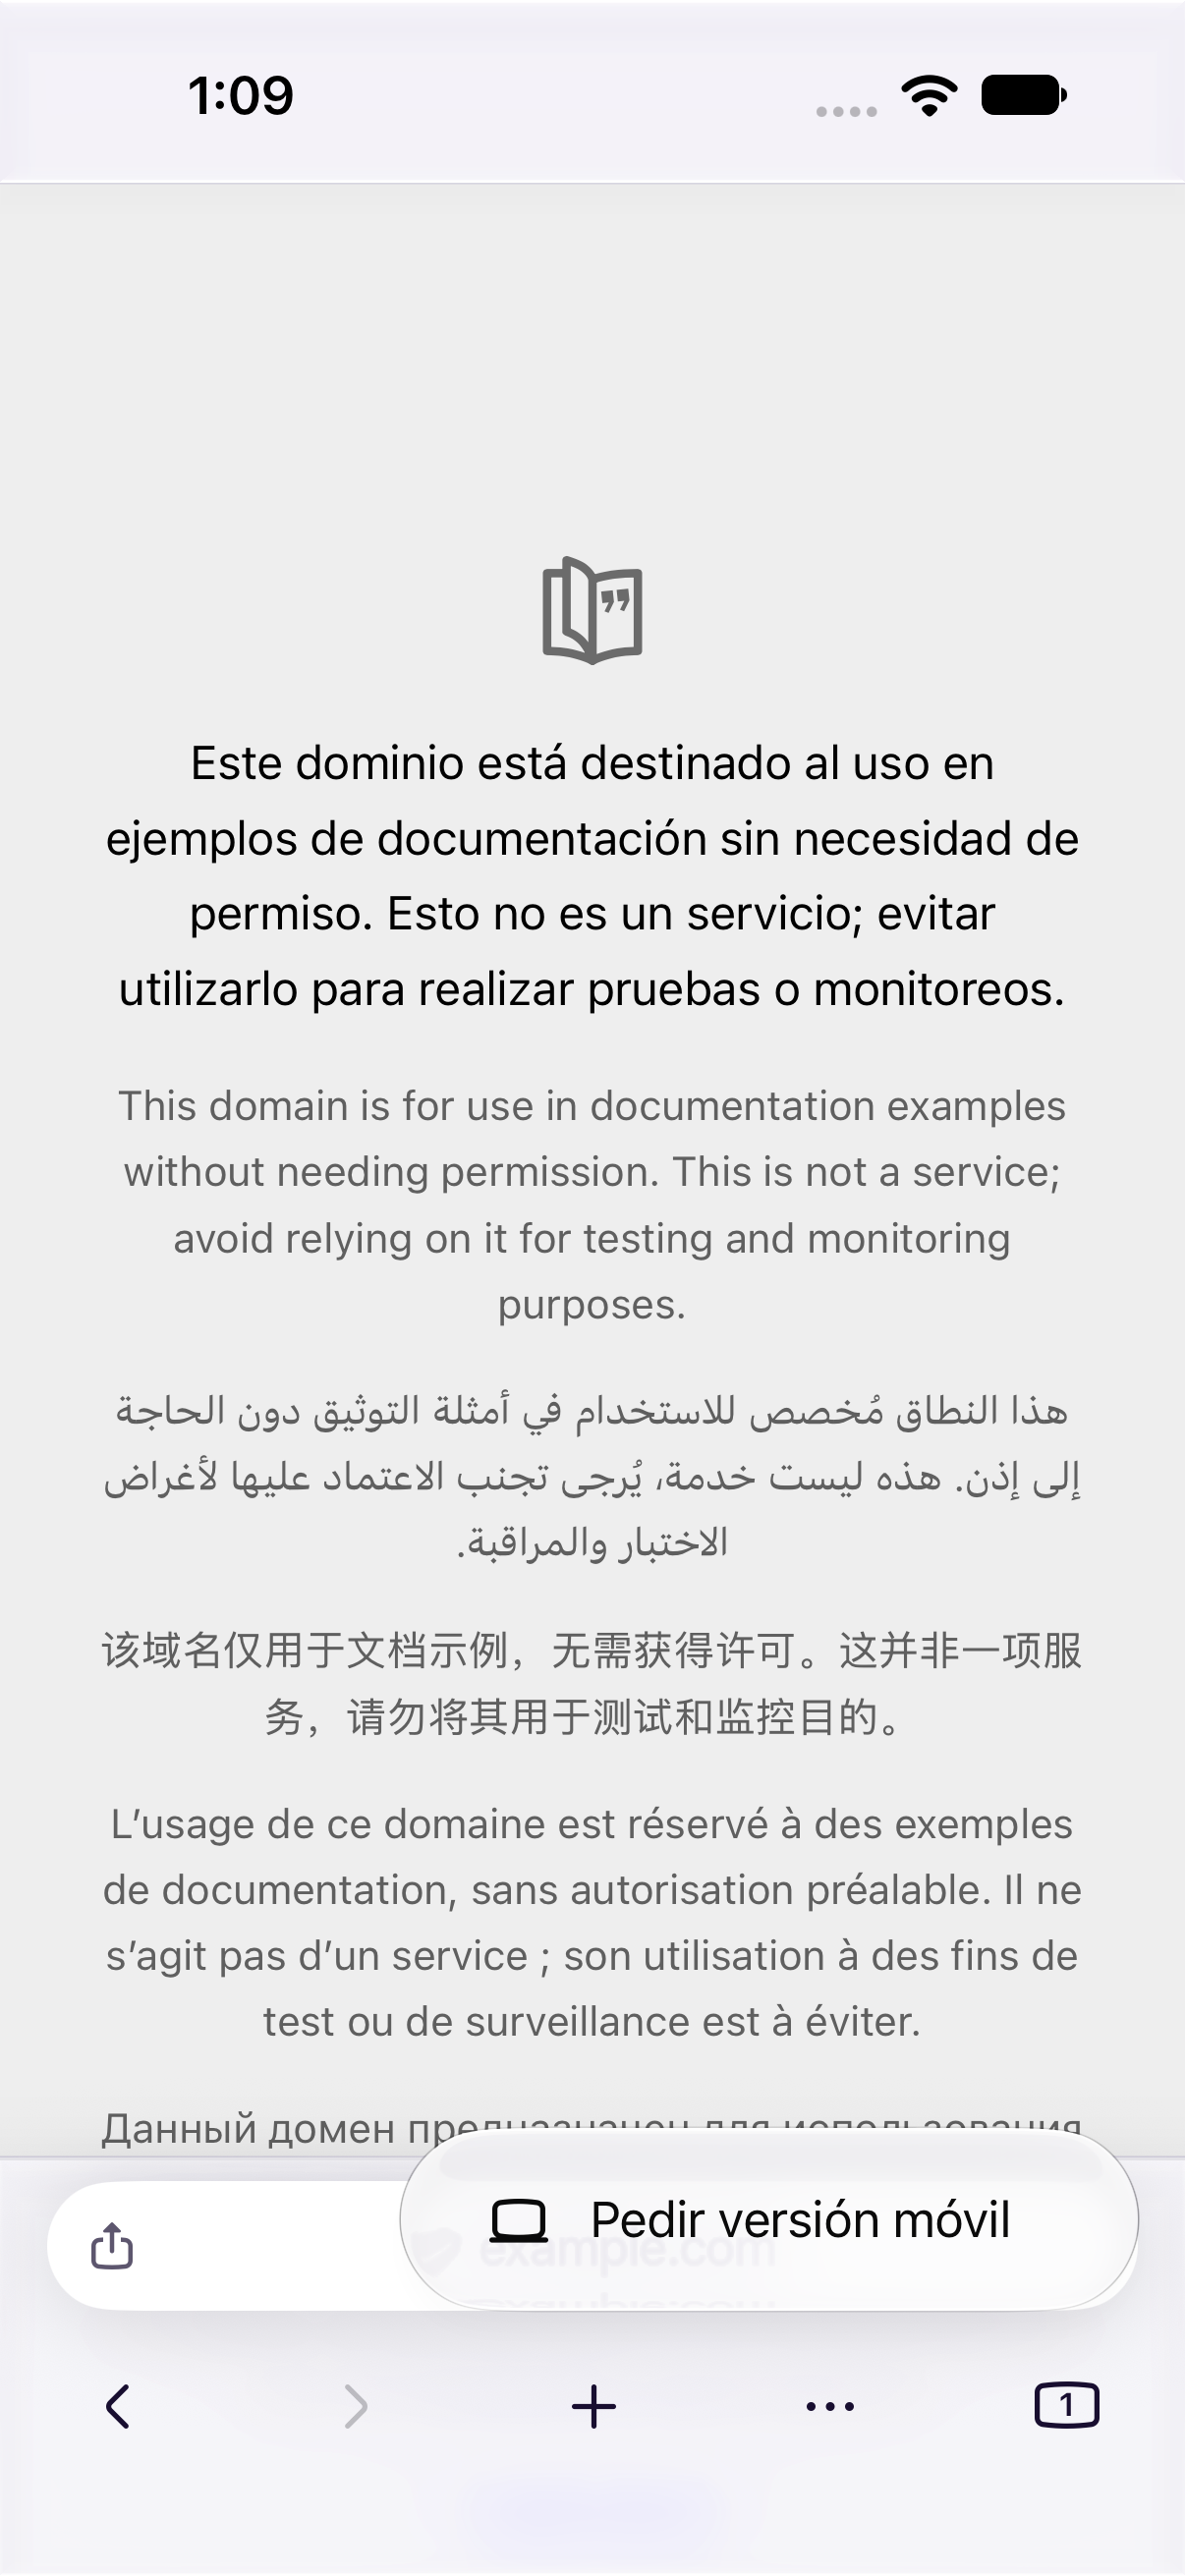 1:09
Este dominio está destinado al uso en
ejemplos de documentación sin necesidad de
permiso. Esto no es un servicio; evitar
utilizarlo para realizar pruebas o monitoreos.
This domain is for use in documentation examples
without needing permission. This is not a service;
avoid relying on it for testing and monitoring
purposes.
هذا النطاق مُخصص للاستخدام في أمثلة التوثيق دون الحاجة
إلى إذن. هذه ليست خدمة، يُرجى تجنب الاعتماد عليها لأغراض
الاختبار والمراقبة.
该域名仅用于文档示例，无需获得许可。这并非一项服
务，请勿将其用于测试和监控目的。
L’usage de ce domaine est réservé à des exemples
de documentation, sans autorisation préalable. Il ne
s’agit pas d’un service ; son utilisation à des fins de
test ou de surveillance est à éviter.
Данный домен предназначен для использования
Pedir versión móvil
example.com
1